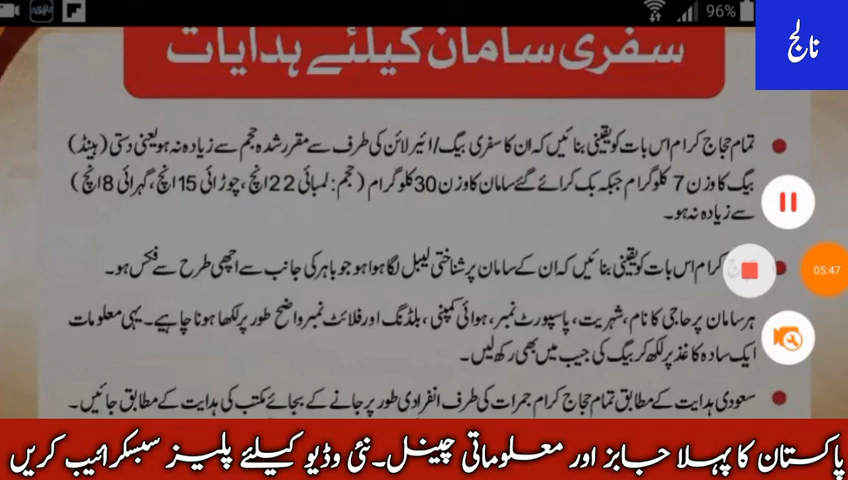 96%
نالج
سفری سامان کیلئے ہدایات
تمام حجاج کرام اس بات کو یقینی بنائیں کہ ان کا سفری بیگ/ائیر لائن کی طرف سے مقرر شدہ حجم سے زیادہ نہ ہو یعنی دستی (ہینڈ)
بیگ کا وزن 7 کلوگرام جبکہ بک کرائے گئے سامان کا وزن 30 کلوگرام (حجم: لمبائی 22 انچ، چوڑائی 15 انچ، گہرائی 8 انچ)
سے زیادہ نہ ہو۔
کرام اس بات کو یقینی بنائیں کہ ان کے سامان پر شناختی لیبل لگا ہوا ہو جو باہر کی جانب سے اچھی طرح سے فکس ہو۔
05:47
ہر سامان پر حاجی کا نام، شہریت، پاسپورٹ نمبر، ہوائی کمپنی، بلڈنگ اور فلائٹ نمبر واضح طور پر لکھا ہونا چاہیے۔ یہی معلومات
ایک سادہ کاغذ پر لکھ کر بیگ کی جیب میں بھی رکھ لیں۔
سعودی ہدایت کے مطابق تمام حجاج کرام جمرات کی طرف انفرادی طور پر جانے کے بجائے مکتب کی ہدایت کے مطابق جائیں۔
پاکستان کا پہلا جابز اور معلوماتی چینل۔نئی وڈیو کیلئے پلیز سبسکرائیب کریں